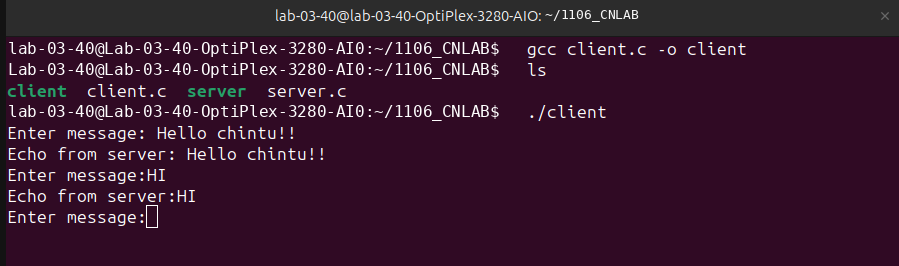 lab-03-40@lab-03-40-OptiPlex-3280-AIO: ~/1106_CNLAB ×
lab-03-40@Lab-03-40-OptiPlex-3280-AI0:~/1106_CNLAB$ gcc client.c -o client
Lab-03-40@Lab-03-40-OptiPlex-3280-AI0:~/1106_CNLAB$ ls
client client.c server server.c
lab-03-40@Lab-03-40-OptiPlex-3280-AI0:~/1106_CNLAB$ ./client
Enter message: Hello chintu!!
Echo from server: Hello chintu!!
Enter message:HI
Echo from server:HI
Enter message: